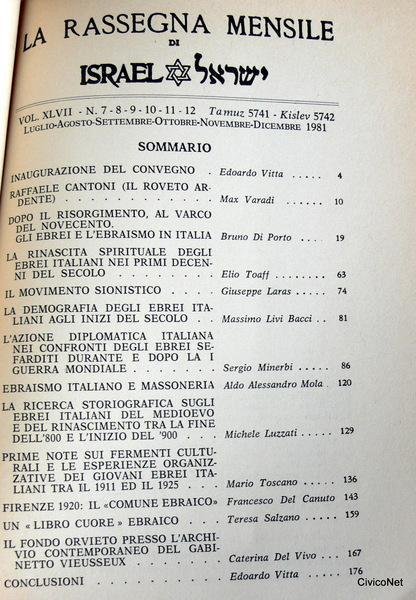 LA RASSEGNA MENSILE
DI
ISRAEL ישראל
VOL. XLVII - N. 7-8-9-10-11-12 Tamuz 5741 - Kislev 5742
LUGLIO-AGOSTO-SETTEMBRE-OTTOBRE-NOVEMBRE-DICEMBRE 1981
SOMMARIO
INAUGURAZIONE DEL CONVEGNO . Edoardo Vitta ..... 4
RAFFAELE CANTONI (IL ROVETO AR-
DENTE) . . . . . . . . . Max Varadi ...... 10
DOPO IL RISORGIMENTO, AL VARCO
DEL NOVECENTO.
GLI EBREI E L'EBRAISMO IN ITALIA Bruno Di Porto . . . 19
LA RINASCITA SPIRITUALE DEGLI
EBREI ITALIANI NEI PRIMI DECEN-
NI DEL SECOLO . . . . . . . Elio Toaff ........ 63
IL MOVIMENTO SIONISTICO . . . . Giuseppe Laras .... 74
LA DEMOGRAFIA DEGLI EBREI ITA-
LIANI AGLI INIZI DEL SECOLO . . Massimo Livi Bacci . . 81
L'AZIONE DIPLOMATICA ITALIANA
NEI CONFRONTI DEGLI EBREI SE-
FARDITI DURANTE E DOPO LA I
GUERRA MONDIALE . . . . . . Sergio Minerbi .... 86
EBRAISMO ITALIANO E MASSONERIA Aldo Alessandro Mola . 120
LA RICERCA STORIOGRAFICA SUGLI
EBREI ITALIANI DEL MEDIOEVO
E DEL RINASCIMENTO TRA LA FINE
DELL'800 E L'INIZIO DEL '900 . . Michele Luzzati .... 129
PRIME NOTE SUI FERMENTI CULTU-
RALI E LE ESPERIENZE ORGANIZ-
ZATIVE DEI GIOVANI EBREI ITA-
LIANI TRA IL 1911 ED IL 1925 . . Mario Toscano .... 136
FIRENZE 1920: IL «COMUNE EBRAICO» Francesco Del Canuto 143
UN « LIBRO CUORE » EBRAICO . . Teresa Salzano .... 159
IL FONDO ORVIETO PRESSO L'ARCHI-
VIO CONTEMPORANEO DEL GABI-
NETTO VIEUSSEUX . . . . . . Caterina Del Vivo ... 167
CONCLUSIONI . . . . . . . . Edoardo Vitta ..... 176
CivicoNet